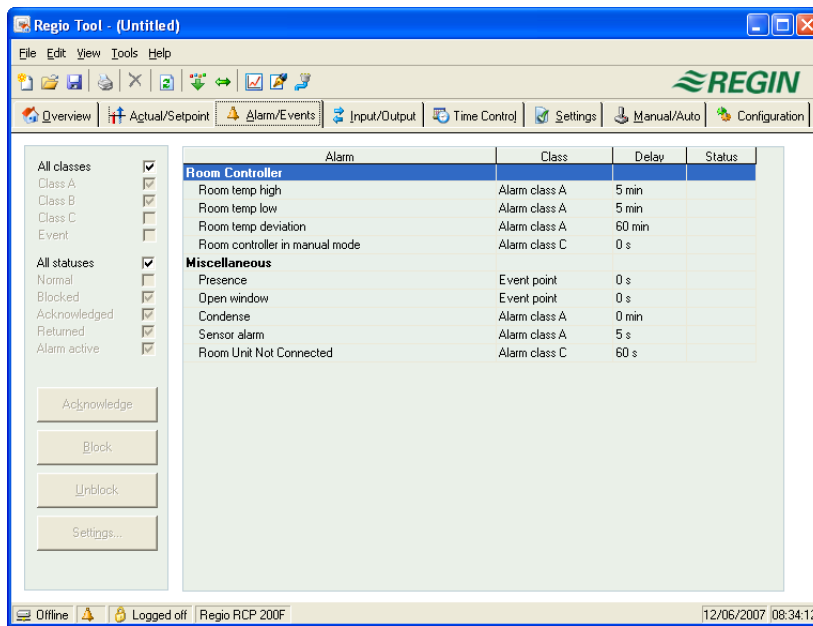 Regio Tool - (Untitled)
File Edit View Tools Help
REGIN
Overview Actual/Setpoint Alarm/Events Input/Output Time Control Settings Manual/Auto Configuration
All classes
Class A
Class B
Class C
Event
All statuses
Normal
Blocked
Acknowledged
Returned
Alarm active
Acknowledge
Block
Unblock
Settings...
Alarm Class Delay Status
Room Controller
Room temp high Alarm class A 5 min
Room temp low Alarm class A 5 min
Room temp deviation Alarm class A 60 min
Room controller in manual mode Alarm class C 0 s
Miscellaneous
Presence Event point 0 s
Open window Event point 0 s
Condense Alarm class A 0 min
Sensor alarm Alarm class A 5 s
Room Unit Not Connected Alarm class C 60 s
Offline Logged off Regio RCP 200F 12/06/2007 08:34:12